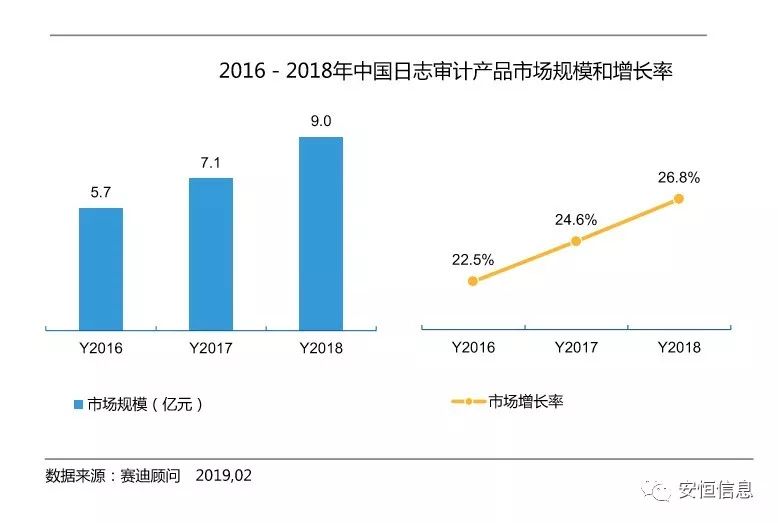 2016 - 2018年中国日志审计产品市场规模和增长率
9.0
7.1
5.7
Y2016 Y2017 Y2018
市场规模（亿元）
26.8%
24.6%
22.5%
Y2016 Y2017 Y2018
市场增长率
数据来源：赛迪顾问 2019,02
安恒信息